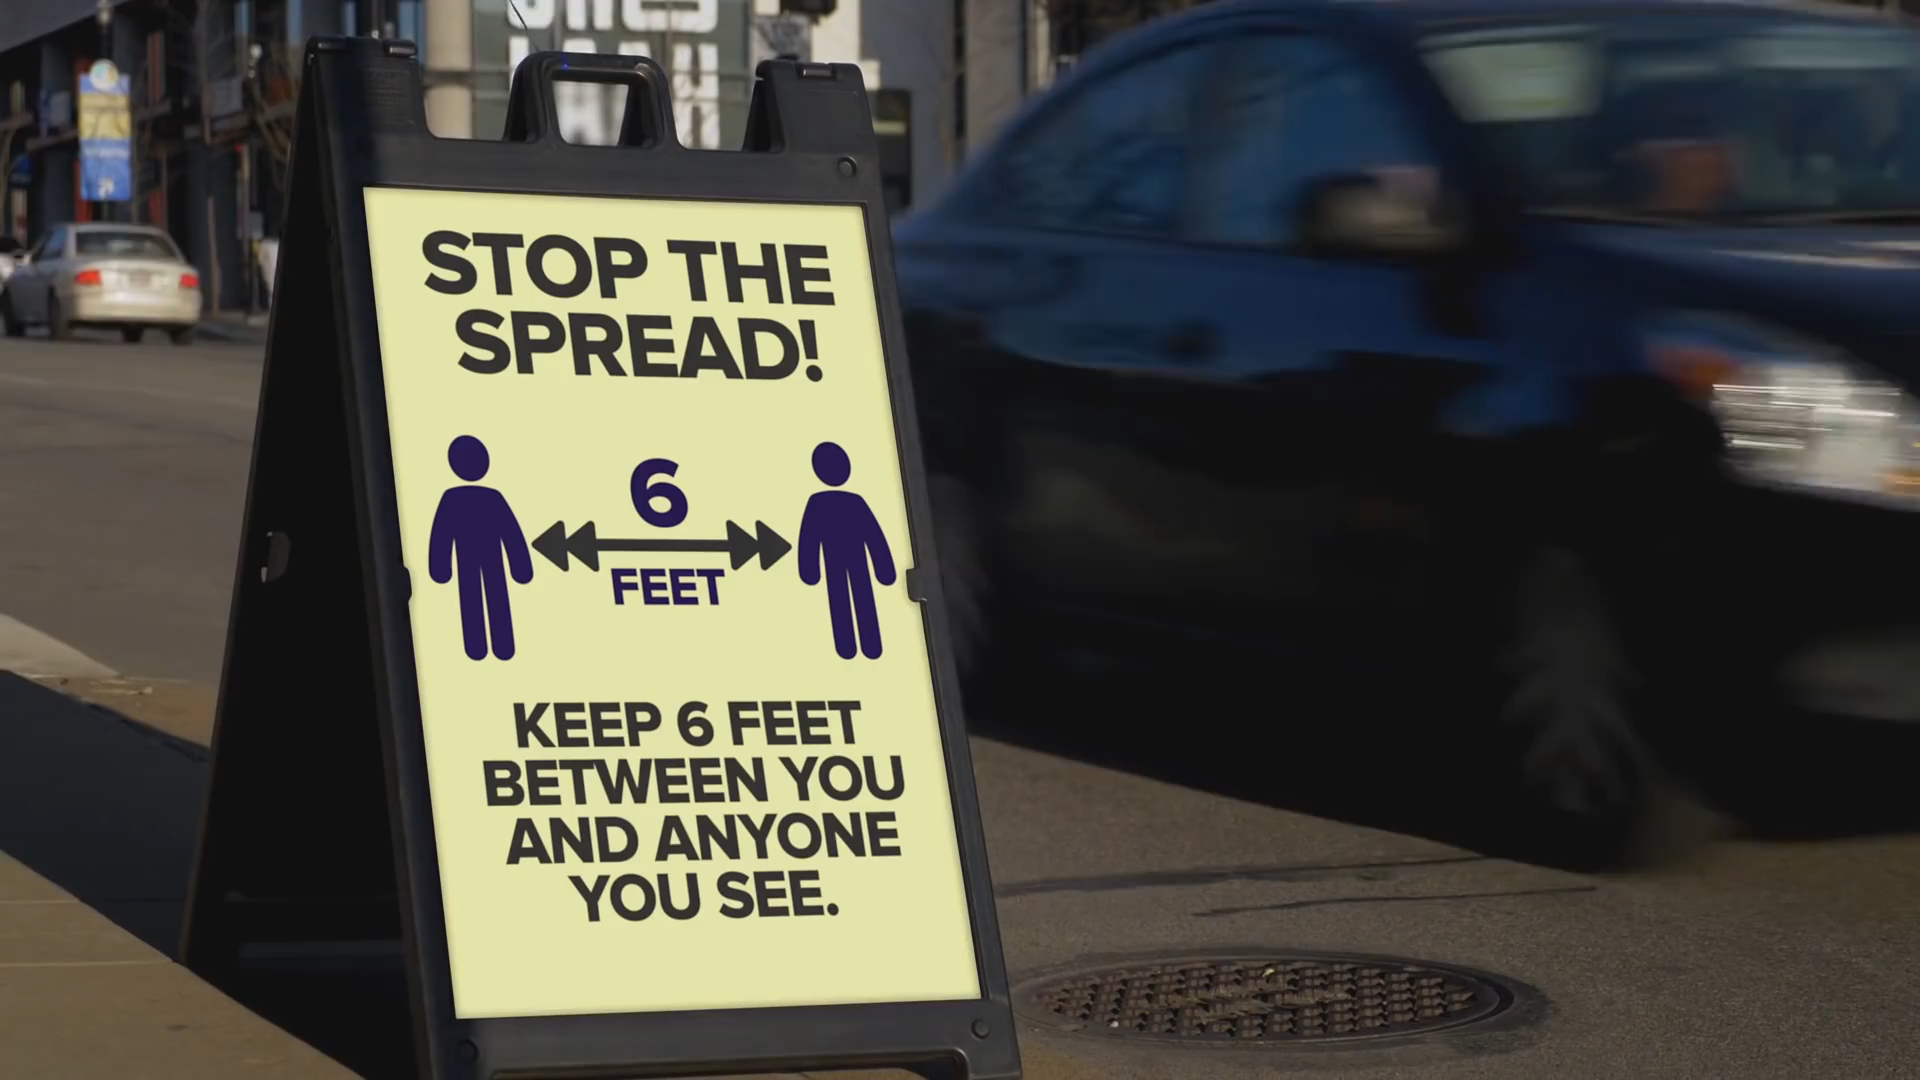 STOP THE
SPREAD!
6
FEET
KEEP 6 FEET
BETWEEN YOU
AND ANYONE
YOU SEE.